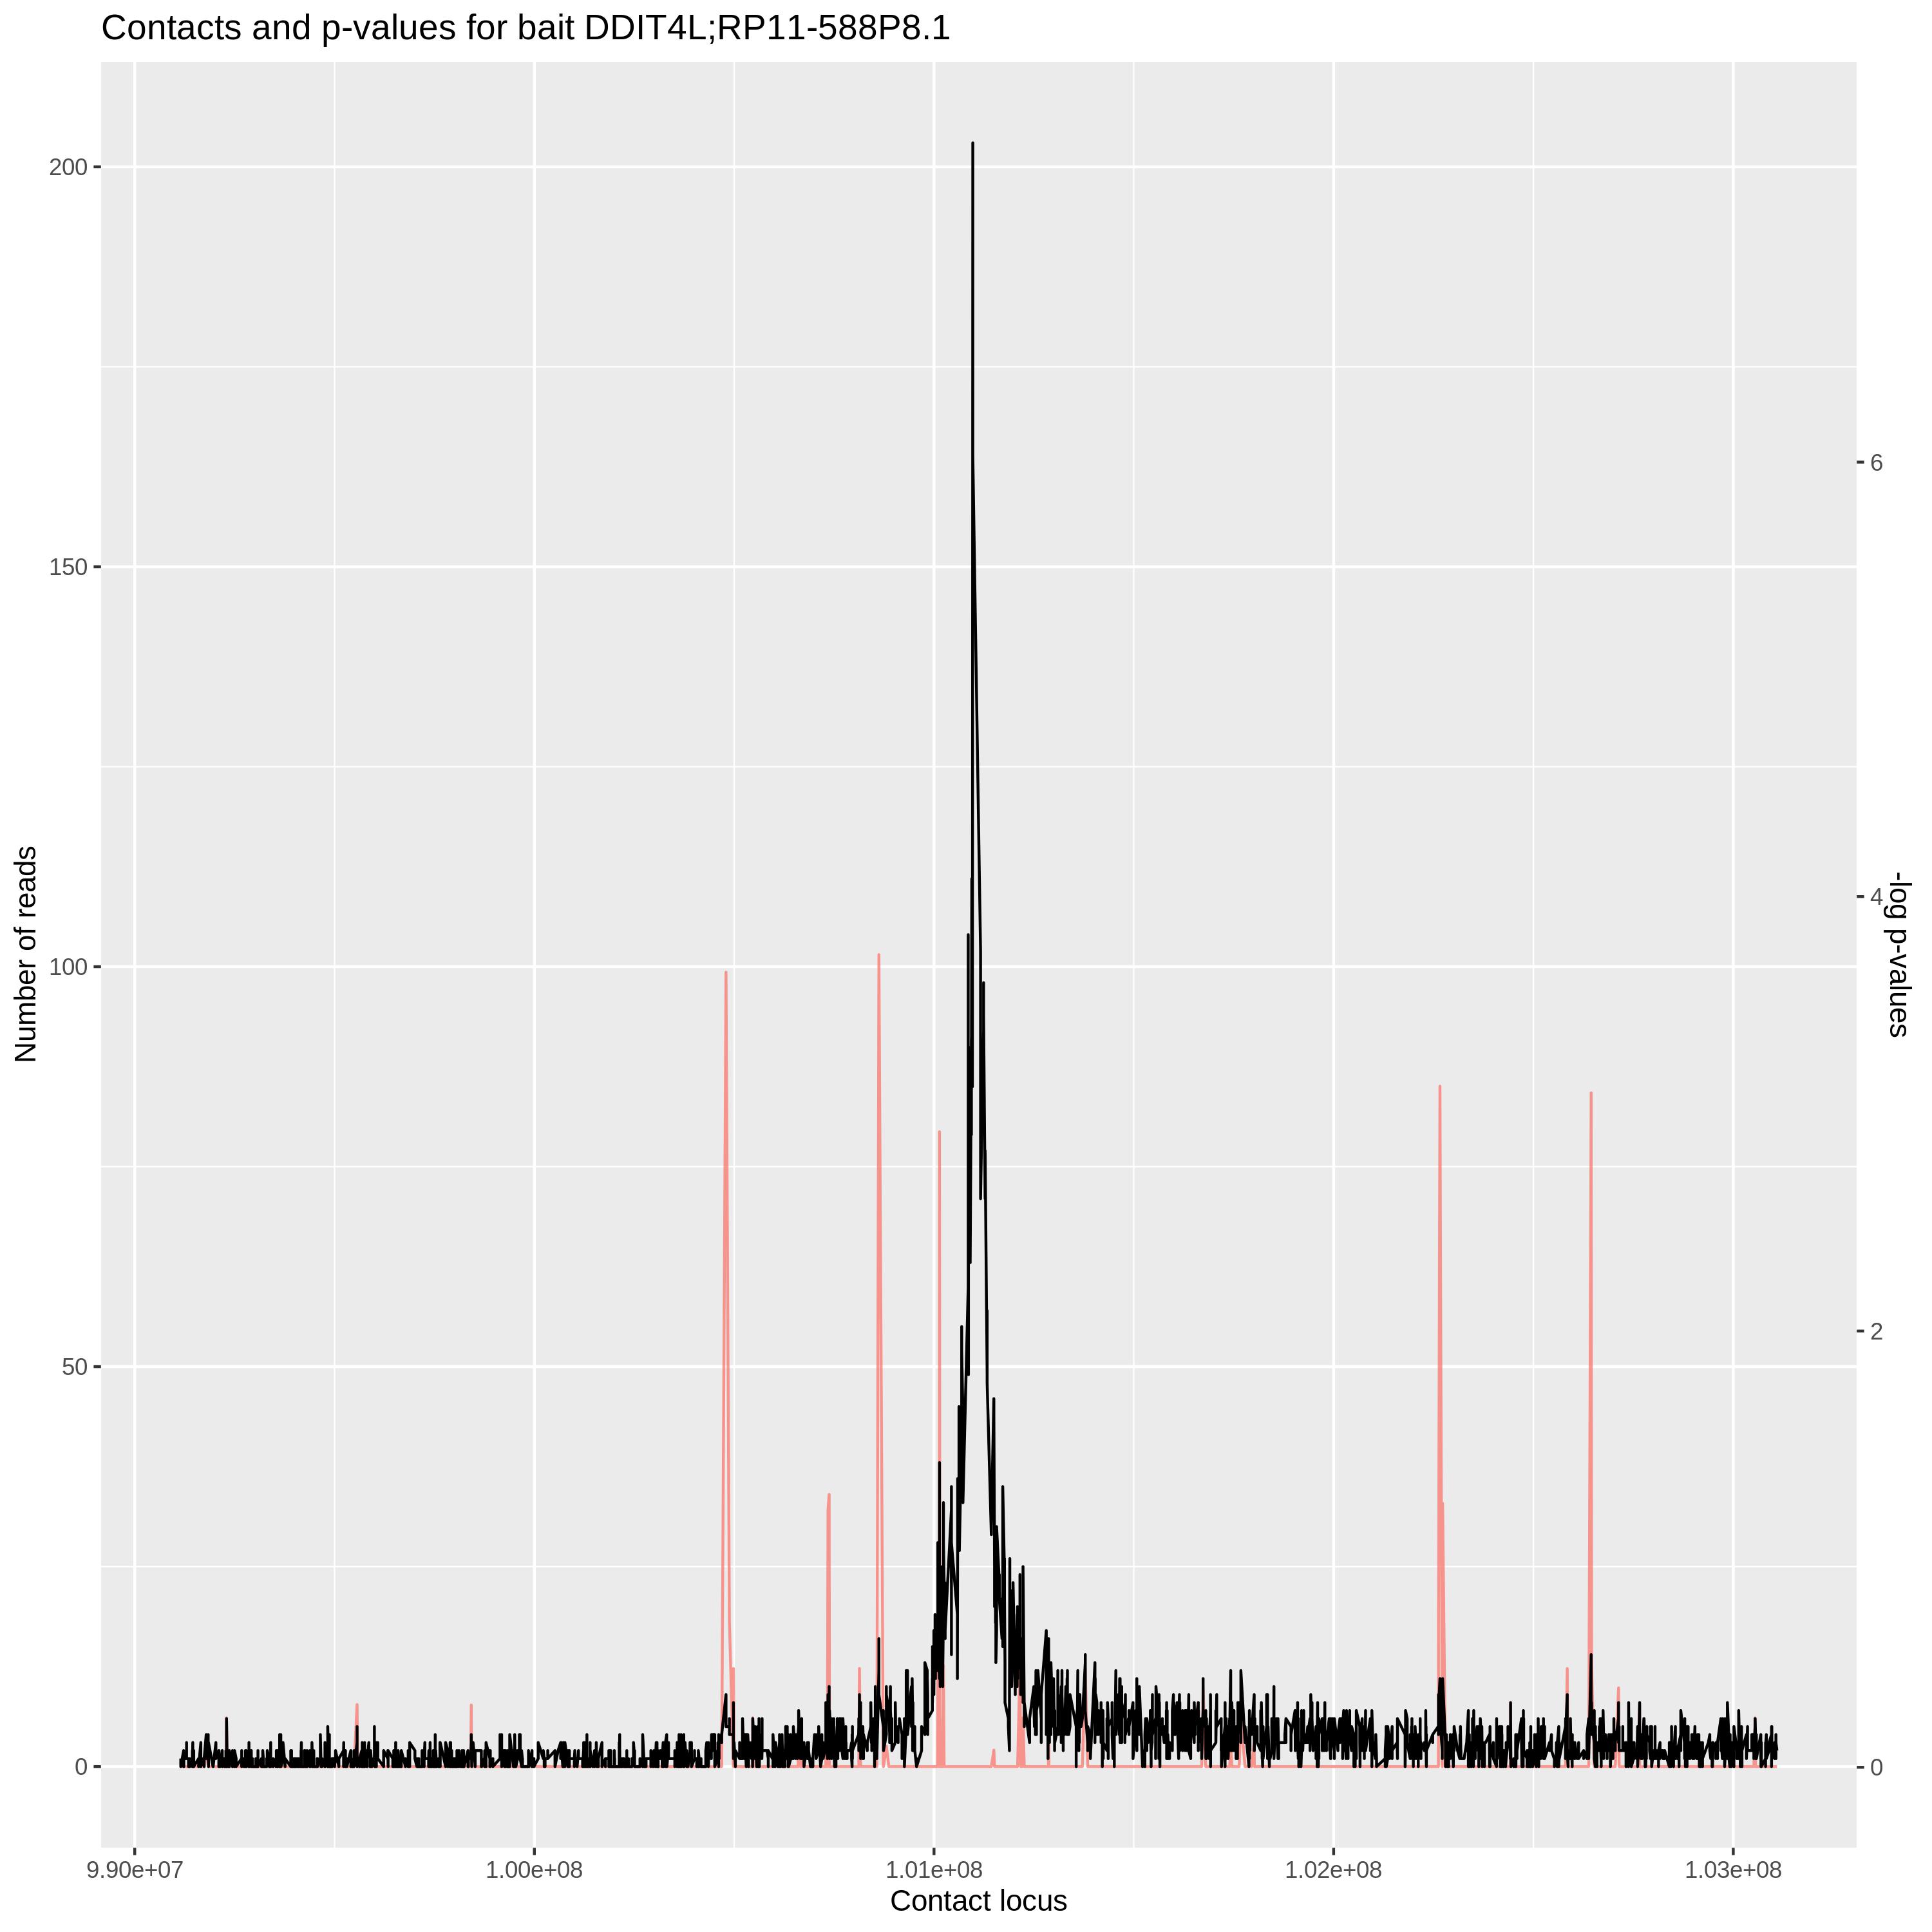 Contacts and p-values for bait DDIT4L;RP11-588P8.1
200
150
100
50
0
Number of reads
6
4
2
0
-log p-values
9.90e+07 1.00e+08 1.01e+08 1.02e+08 1.03e+08
Contact locus